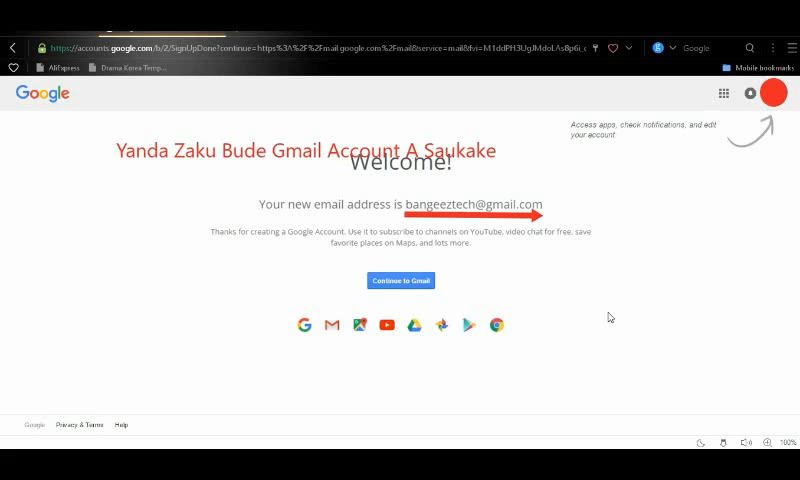 https://accounts.google.com/b/2/SignUpDone?continue=https%3A%2F%2Fmail.google.com%2Fmail&service=mail&fvi=
Google
100%
AliExpress
Drama Korea Temp...
Mobile bookmarks
Google
Access apps, check notifications, and edit
your account
Yanda Zaku Bude Gmail Account A Saukake
Welcome!
Your new email address is bangeeztech@gmail.com
Thanks for creating a Google Account. Use it to subscribe to channels on YouTube, video chat for free, save
favorite places on Maps, and lots more.
Continue to Gmail
Google
Privacy & Terms
Help